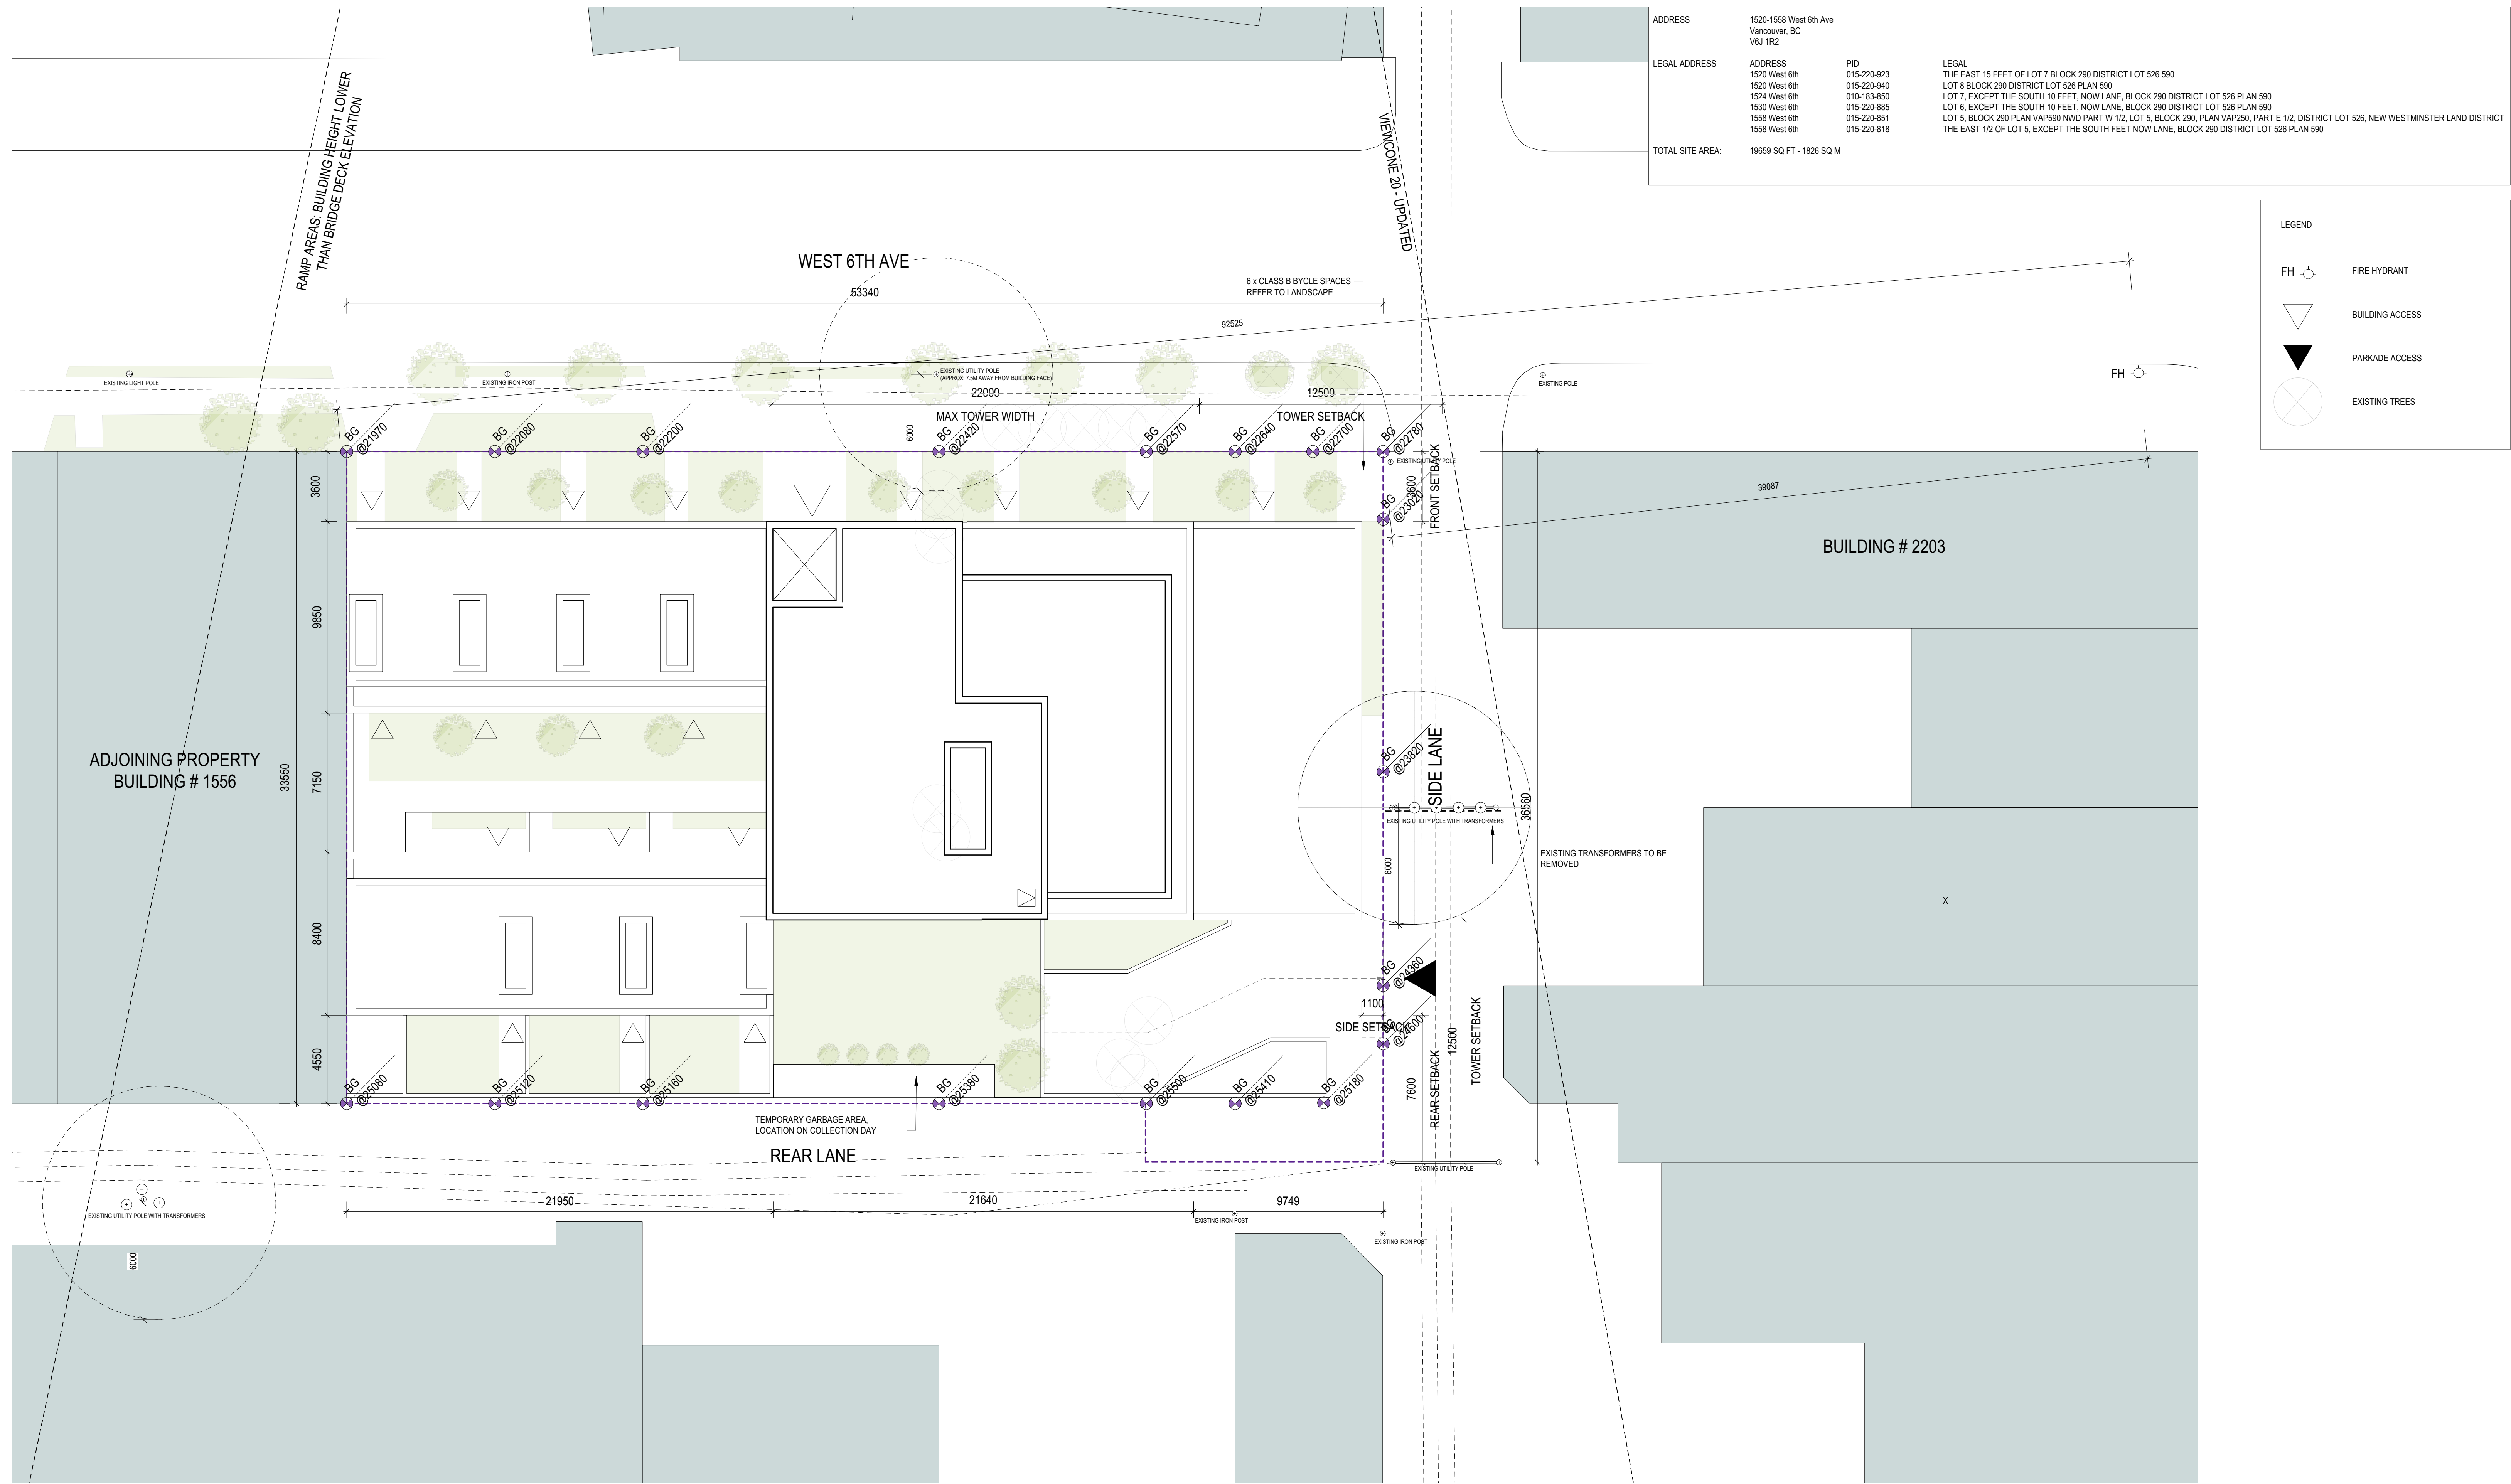 ADDRESS 1520-1558 West 6th Ave
Vancouver, BC
V6J 1R2
LEGAL ADDRESS ADDRESS PID LEGAL
1520 West 6th 015-220-923 THE EAST 15 FEET OF LOT 7 BLOCK 290 DISTRICT LOT 526 590
1520 West 6th 015-220-940 LOT 8 BLOCK 290 DISTRICT LOT 526 PLAN 590
1524 West 6th 010-183-850 LOT 7, EXCEPT THE SOUTH 10 FEET, NOW LANE, BLOCK 290 DISTRICT LOT 526 PLAN 590
1530 West 6th 015-220-885 LOT 6, EXCEPT THE SOUTH 10 FEET, NOW LANE, BLOCK 290 DISTRICT LOT 526 PLAN 590
1558 West 6th 015-220-851 LOT 5, BLOCK 290 PLAN VAP590 NWD PART W 1/2, LOT 5, BLOCK 290, PLAN VAP250, PART E 1/2, DISTRICT LOT 526, NEW WESTMINSTER LAND DISTRICT
1558 West 6th 015-220-818 THE EAST 1/2 OF LOT 5, EXCEPT THE SOUTH FEET NOW LANE, BLOCK 290 DISTRICT LOT 526 PLAN 590
TOTAL SITE AREA: 19659 SQ FT - 1826 SQ M
LEGEND
FH FIRE HYDRANT
BUILDING ACCESS
PARKADE ACCESS
EXISTING TREES
RAMP AREAS: BUILDING HEIGHT LOWER
THAN BRIDGE DECK ELEVATION
VIEWCONE 20 - UPDATED
WEST 6TH AVE
53340
6 x CLASS B BYCLE SPACES
REFER TO LANDSCAPE
92525
EXISTING LIGHT POLE
EXISTING IRON POST
EXISTING UTILITY POLE
(APPROX. 7.5M AWAY FROM BUILDING FACE)
EXISTING POLE
FH
22000
12500
MAX TOWER WIDTH
TOWER SETBACK
6000
BG
@21970
BG
@22080
BG
@22200
BG
@22420
BG
@22570
BG
@22640
BG
@22700
BG
@22780
EXISTING UTILITY POLE
3600
3600
FRONT SETBACK
BG
@23020
39087
BUILDING # 2203
9850
ADJOINING PROPERTY
BUILDING # 1556
33550
7150
BG
@23820
SIDE LANE
36560
EXISTING UTILITY POLE WITH TRANSFORMERS
6000
EXISTING TRANSFORMERS TO BE
REMOVED
X
8400
BG
@24360
1100
SIDE SETBACK
BG
@24600
12500
TOWER SETBACK
4550
7600
REAR SETBACK
BG
@25080
BG
@25120
BG
@25160
BG
@25380
BG
@25500
BG
@25410
BG
@25180
TEMPORARY GARBAGE AREA,
LOCATION ON COLLECTION DAY
REAR LANE
EXISTING UTILITY POLE
21950
21640
9749
EXISTING UTILITY POLE WITH TRANSFORMERS
EXISTING IRON POST
EXISTING IRON POST
6000